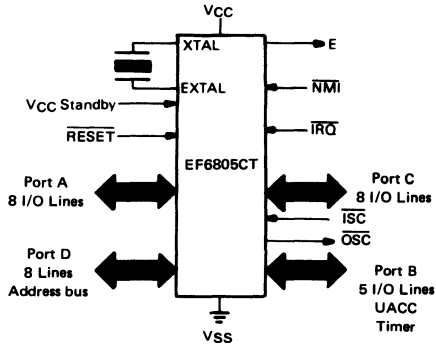 VCC
XTAL
E
EXTAL
NMI
VCC Standby
RESET
IRQ
EF6805CT
Port A
8 I/O Lines
Port C
8 I/O Lines
ISC
OSC
Port D
8 Lines
Address bus
Port B
5 I/O Lines
UACC
Timer
VSS